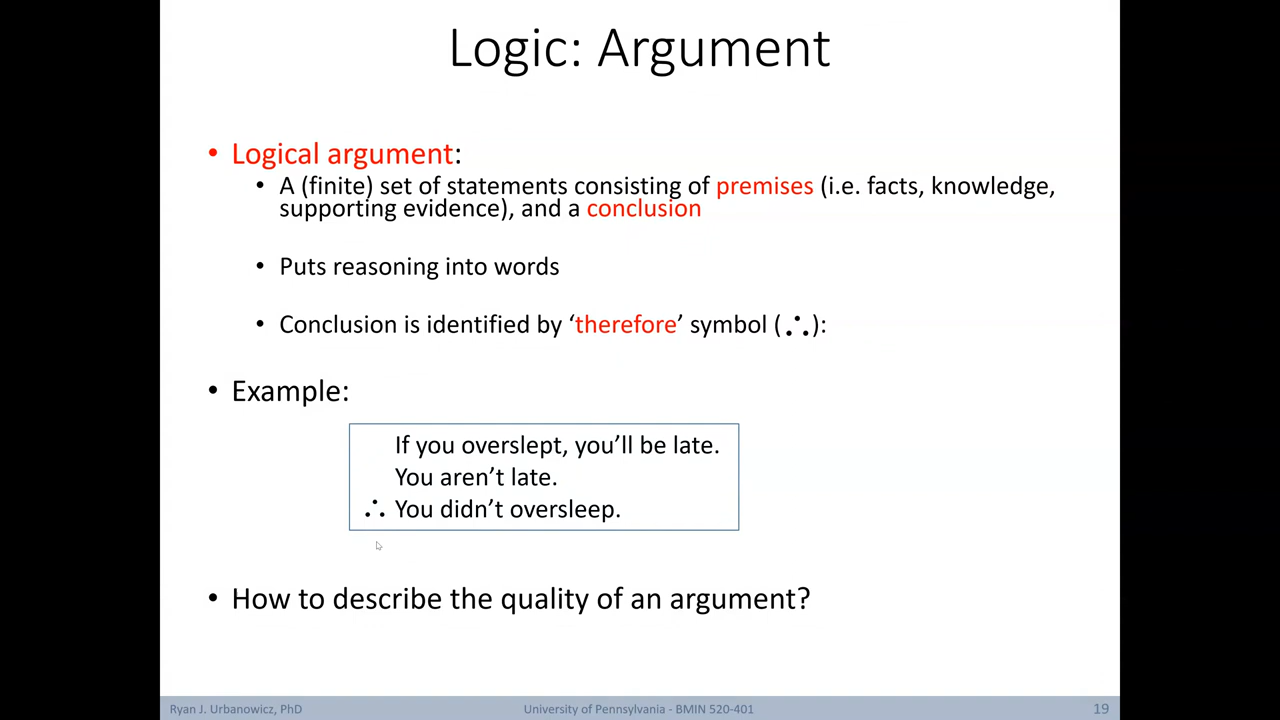 Logic: Argument
• Logical argument:
• A (finite) set of statements consisting of premises (i.e. facts, knowledge,
supporting evidence), and a conclusion
• Puts reasoning into words
• Conclusion is identified by ‘therefore’ symbol (∴):
• Example:
If you overslept, you’ll be late.
You aren’t late.
∴ You didn’t oversleep.
• How to describe the quality of an argument?
Ryan J. Urbanowicz, PhD University of Pennsylvania - BMIN 520-401 19